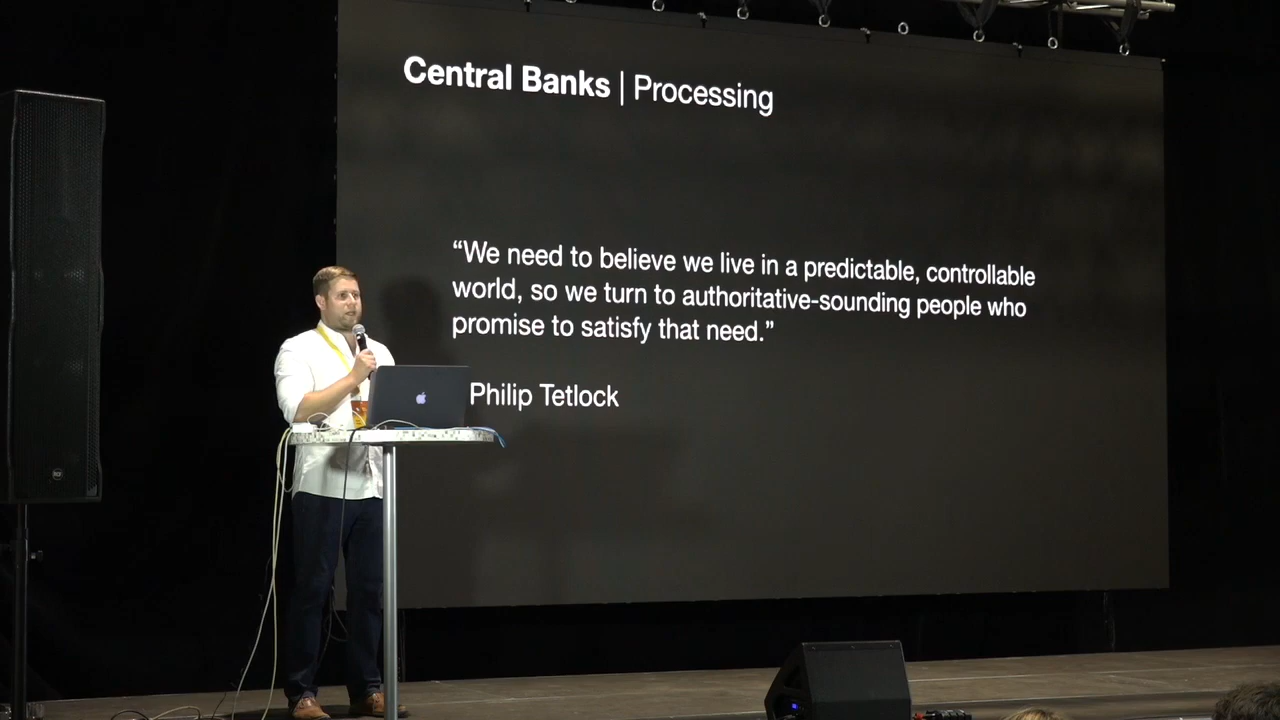 Central Banks | Processing
“We need to believe we live in a predictable, controllable
world, so we turn to authoritative-sounding people who
promise to satisfy that need.”
Philip Tetlock